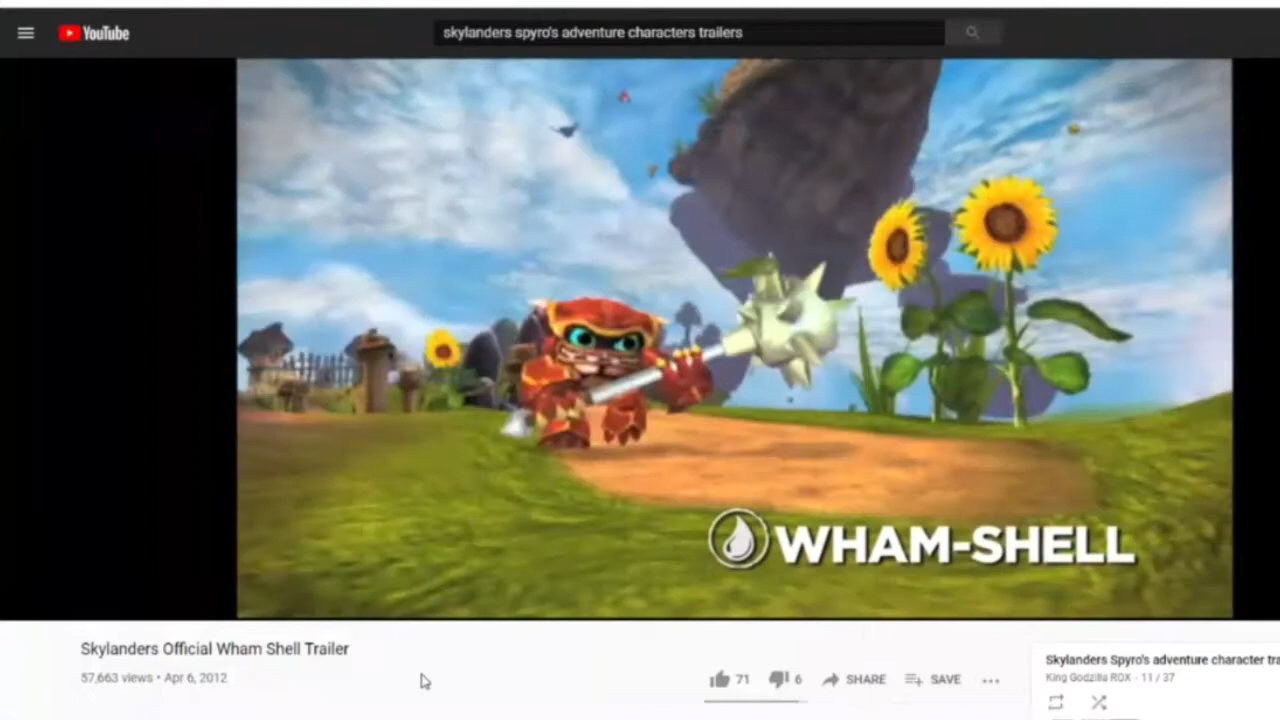 YouTube
skylanders spyro's adventure characters trailers
WHAM-SHELL
Skylanders Official Wham Shell Trailer
57,663 views • Apr 6, 2012
71
6
SHARE
SAVE
Skylanders Spyro's adventure character tra
King Godzilla ROX - 11 / 37